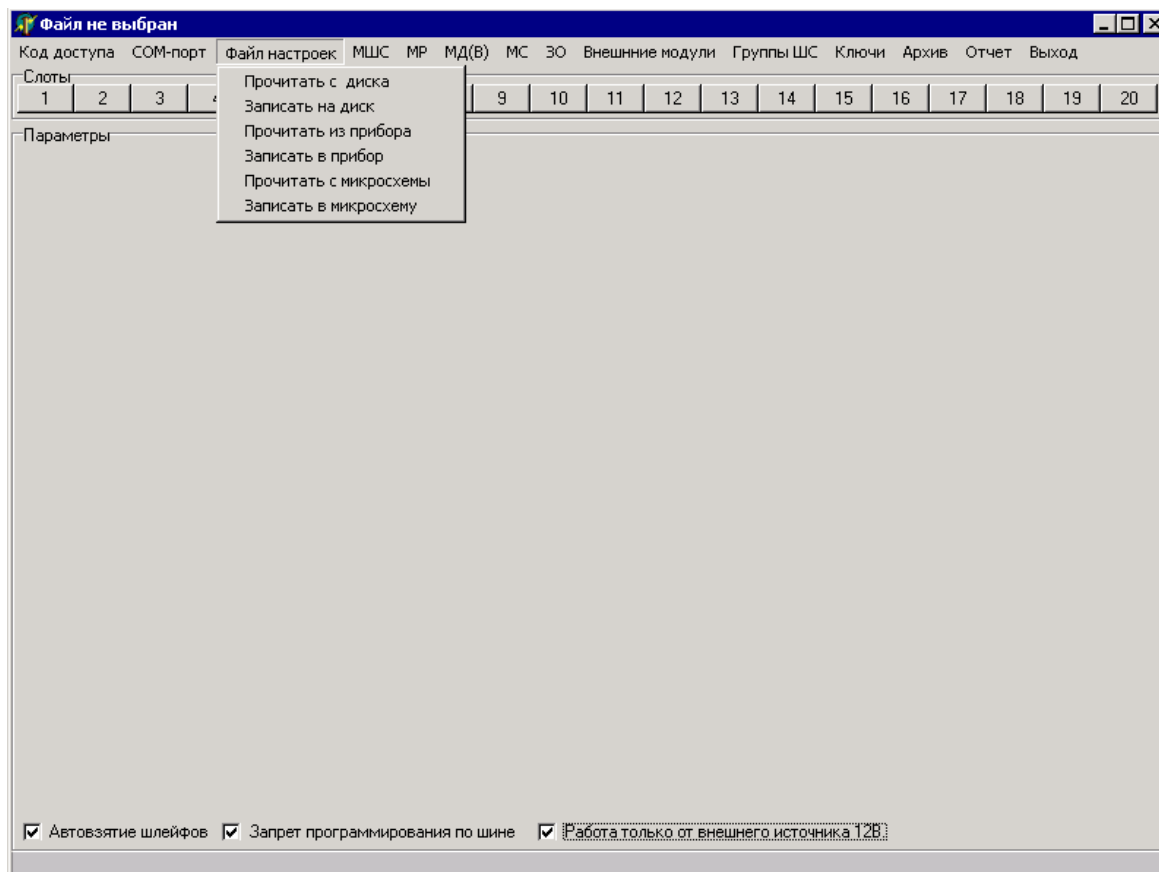 Файл не выбран
Код доступа COM-порт Файл настроек МШС МР МД(В) МС ЗО Внешнние модули Группы ШС Ключи Архив Отчет Выход
Слоты
1 2 3 9 10 11 12 13 14 15 16 17 18 19 20
Прочитать с диска
Записать на диск
Прочитать из прибора
Записать в прибор
Прочитать с микросхемы
Записать в микросхему
Параметры
Автовзятие шлейфов Запрет программирования по шине Работа только от внешнего источника 12В